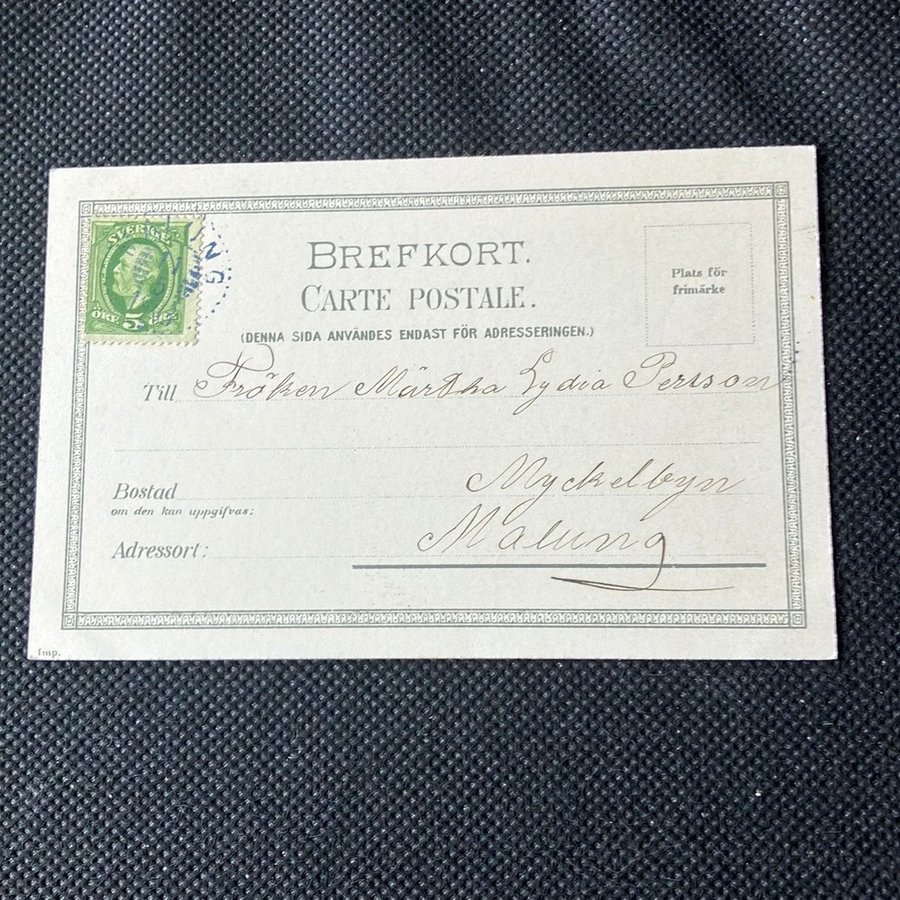 SVERIGE
5
ÖRE ÖRE
BREFKORT.
CARTE POSTALE.
(DENNA SIDA ANVÄNDES ENDAST FÖR ADRESSERINGEN.)
Plats för
frimärke
Till Fröken Märtha Lydia Persson
Myckelbyn
Bostad
om den kan uppgifvas:
Malung
Adressort:
Imp.